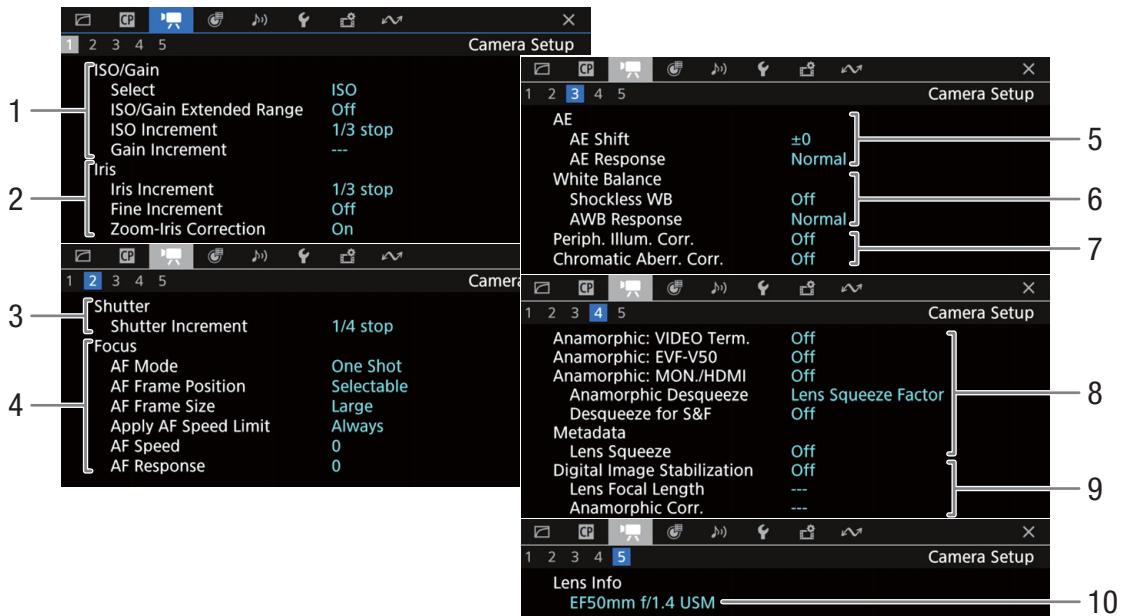 CP
1 2 3 4 5 Camera Setup
ISO/Gain
Select ISO
ISO/Gain Extended Range Off
ISO Increment 1/3 stop
Gain Increment ---
1
Iris
Iris Increment 1/3 stop
Fine Increment Off
Zoom-Iris Correction On
2
CP
1 2 3 4 5 Camer
Shutter
Shutter Increment 1/4 stop
3
Focus
AF Mode One Shot
AF Frame Position Selectable
AF Frame Size Large
Apply AF Speed Limit Always
AF Speed 0
AF Response 0
4
CP
1 2 3 4 5 Camera Setup
AE
AE Shift ±0
AE Response Normal
5
White Balance
Shockless WB Off
AWB Response Normal
6
Periph. Illum. Corr. Off
Chromatic Aberr. Corr. Off
7
CP
1 2 3 4 5 Camera Setup
Anamorphic: VIDEO Term. Off
Anamorphic: EVF-V50 Off
Anamorphic: MON./HDMI Off
Anamorphic Desqueeze Lens Squeeze Factor
Desqueeze for S&F Off
Metadata
Lens Squeeze Off
8
Digital Image Stabilization Off
Lens Focal Length ---
Anamorphic Corr. ---
9
CP
1 2 3 4 5 Camera Setup
Lens Info
EF50mm f/1.4 USM
10